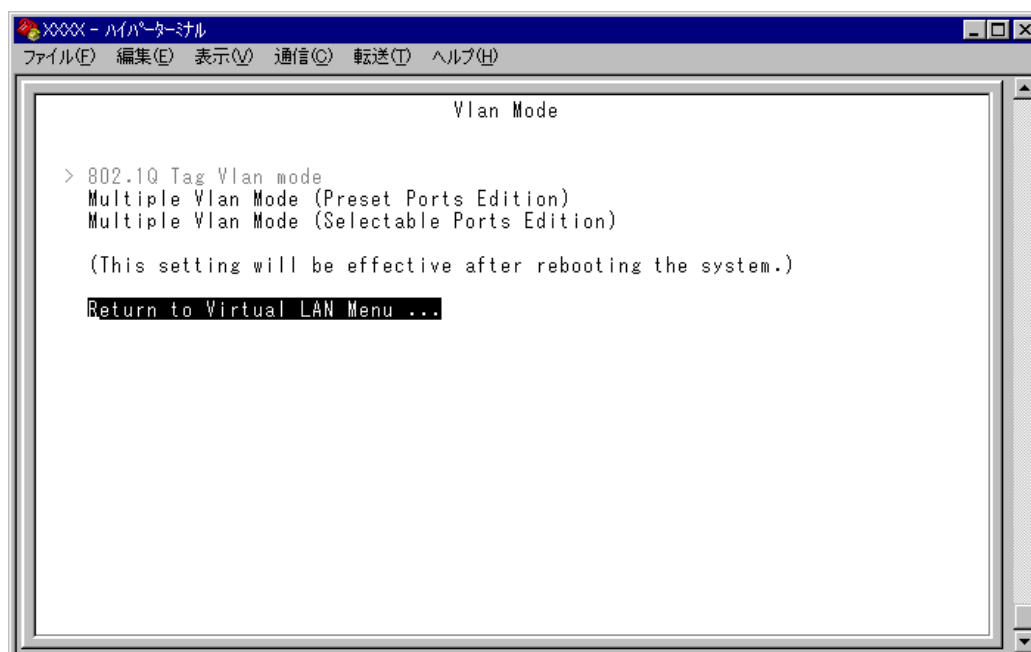 XXXX - ハイパーターミナル
ファイル(F) 編集(E) 表示(V) 通信(C) 転送(T) ヘルプ(H)
Vlan Mode
> 802.1Q Tag Vlan mode
Multiple Vlan Mode (Preset Ports Edition)
Multiple Vlan Mode (Selectable Ports Edition)
(This setting will be effective after rebooting the system.)
Return to Virtual LAN Menu ...